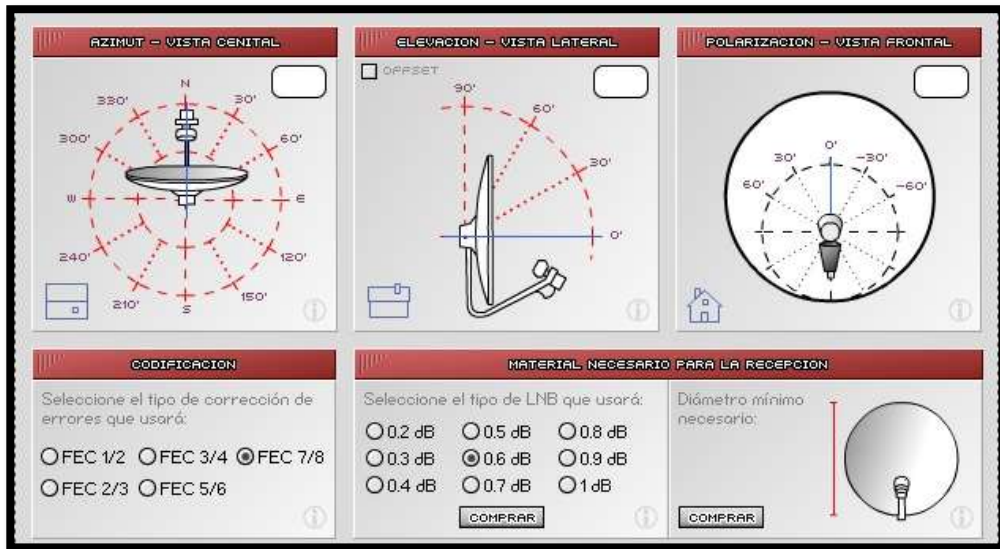 AZIMUT - VISTA CENITAL
N
30'
60'
E
120'
150'
S
210'
240'
W
300'
330'
ELEVACION - VISTA LATERAL
OFFSET
90'
60'
30'
0'
POLARIZACION - VISTA FRONTAL
60'
30'
0'
-30'
-60'
CODIFICACION
Seleccione el tipo de corrección de
errores que usará:
FEC 1/2 FEC 3/4 FEC 7/8
FEC 2/3 FEC 5/6
MATERIAL NECESARIO PARA LA RECEPCION
Seleccione el tipo de LNB que usará:
0.2 dB 0.5 dB 0.8 dB
0.3 dB 0.6 dB 0.9 dB
0.4 dB 0.7 dB 1 dB
COMPRAR
Diámetro mínimo
necesario:
COMPRAR